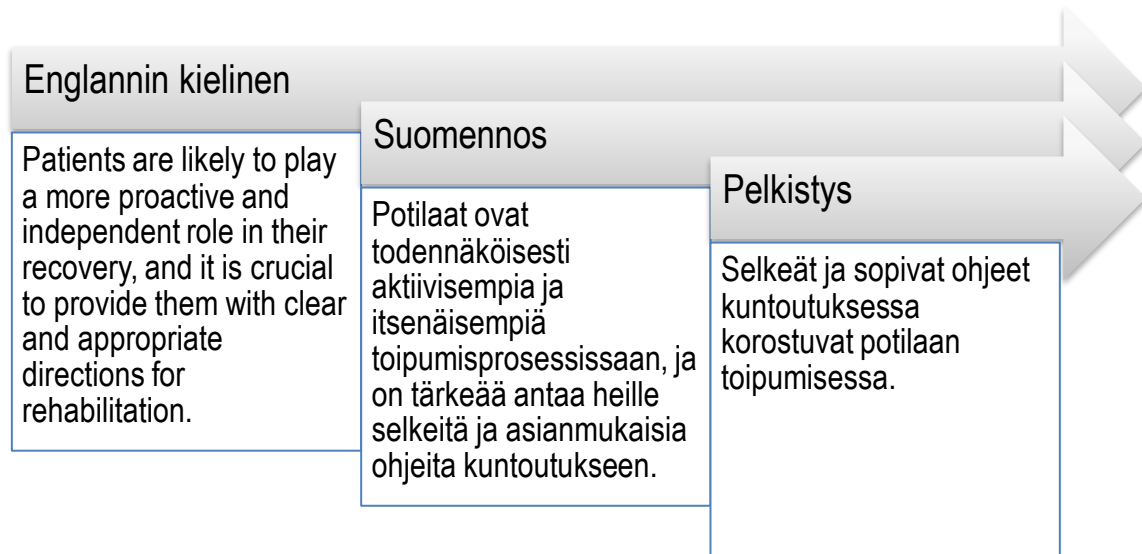 Englannin kielinen
Patients are likely to play
a more proactive and
independent role in their
recovery, and it is crucial
to provide them with clear
and appropriate
directions for
rehabilitation.
Suomennos
Potilaat ovat
todennäköisesti
aktiivisempia ja
itsenäisempiä
toipumisprosessissaan, ja
on tärkeää antaa heille
selkeitä ja asianmukaisia
ohjeita kuntoutukseen.
Pelkistys
Selkeät ja sopivat ohjeet
kuntoutuksessa
korostuvat potilaan
toipumisessa.